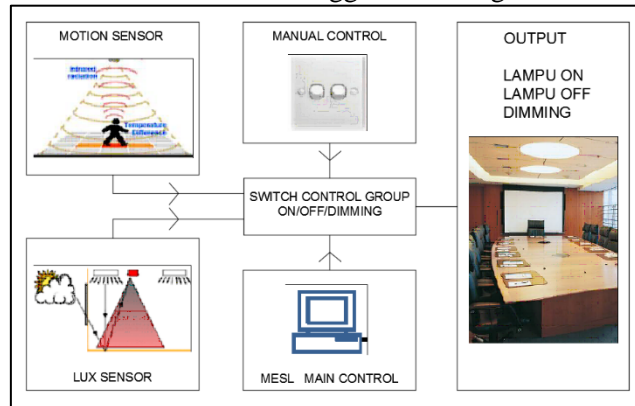 MOTION SENSOR
Infrared
radiation
Temperature
Difference
MANUAL CONTROL
OUTPUT
LAMPU ON
LAMPU OFF
DIMMING
SWITCH CONTROL GROUP
ON/OFF/DIMMING
LUX SENSOR
MESL MAIN CONTROL